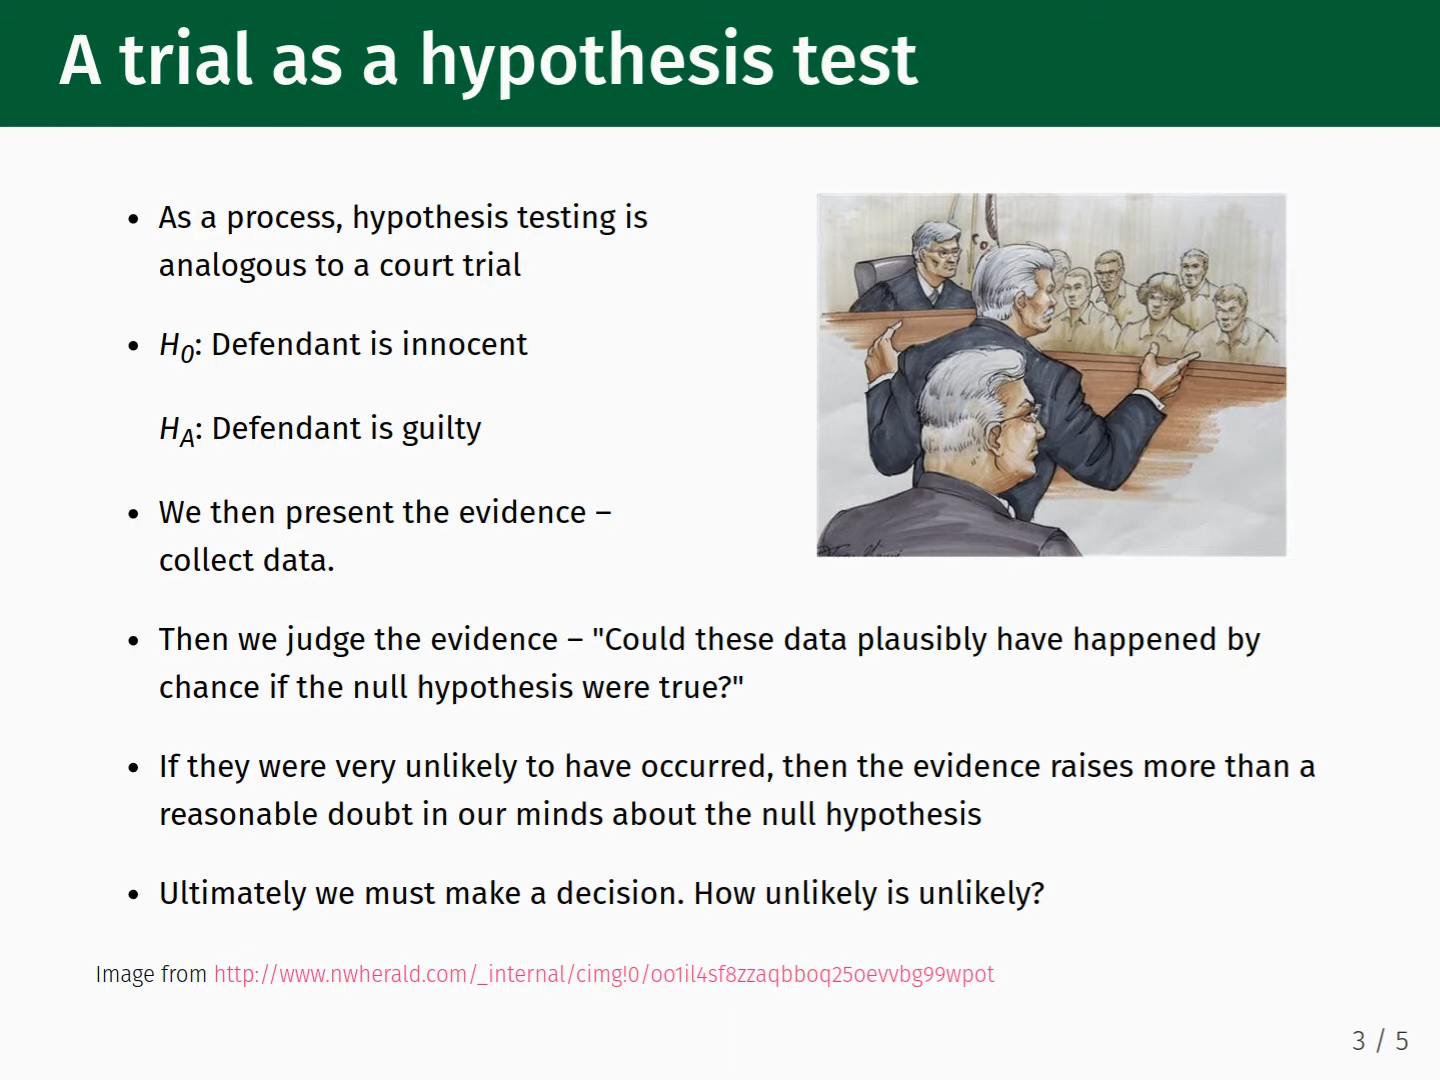 A trial as a hypothesis test
• As a process, hypothesis testing is
analogous to a court trial
• H0: Defendant is innocent
HA: Defendant is guilty
• We then present the evidence –
collect data.
• Then we judge the evidence – "Could these data plausibly have happened by
chance if the null hypothesis were true?"
• If they were very unlikely to have occurred, then the evidence raises more than a
reasonable doubt in our minds about the null hypothesis
• Ultimately we must make a decision. How unlikely is unlikely?
Image from http://www.nwherald.com/_internal/cimg!0/oo1il4sf8zzaqbboq25oevvbg99wpot
3 / 5